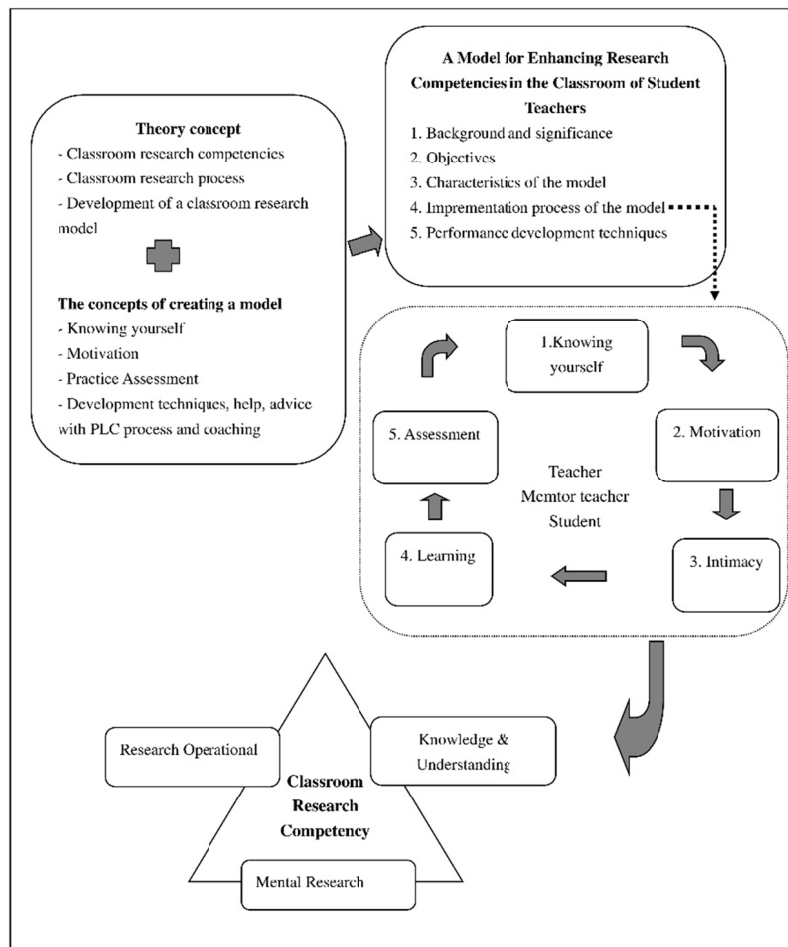 Theory concept
- Classroom research competencies
- Classroom research process
- Development of a classroom research
model
The concepts of creating a model
- Knowing yourself
- Motivation
- Practice Assessment
- Development techniques, help, advice
with PLC process and coaching
A Model for Enhancing Research
Competencies in the Classroom of Student
Teachers
1. Background and significance
2. Objectives
3. Characteristics of the model
4. Imprementation process of the model
5. Performance development techniques
1.Knowing
yourself
2. Motivation
3. Intimacy
4. Learning
5. Assessment
Teacher
Memtor teacher
Student
Research Operational
Knowledge &
Understanding
Classroom
Research
Competency
Mental Research